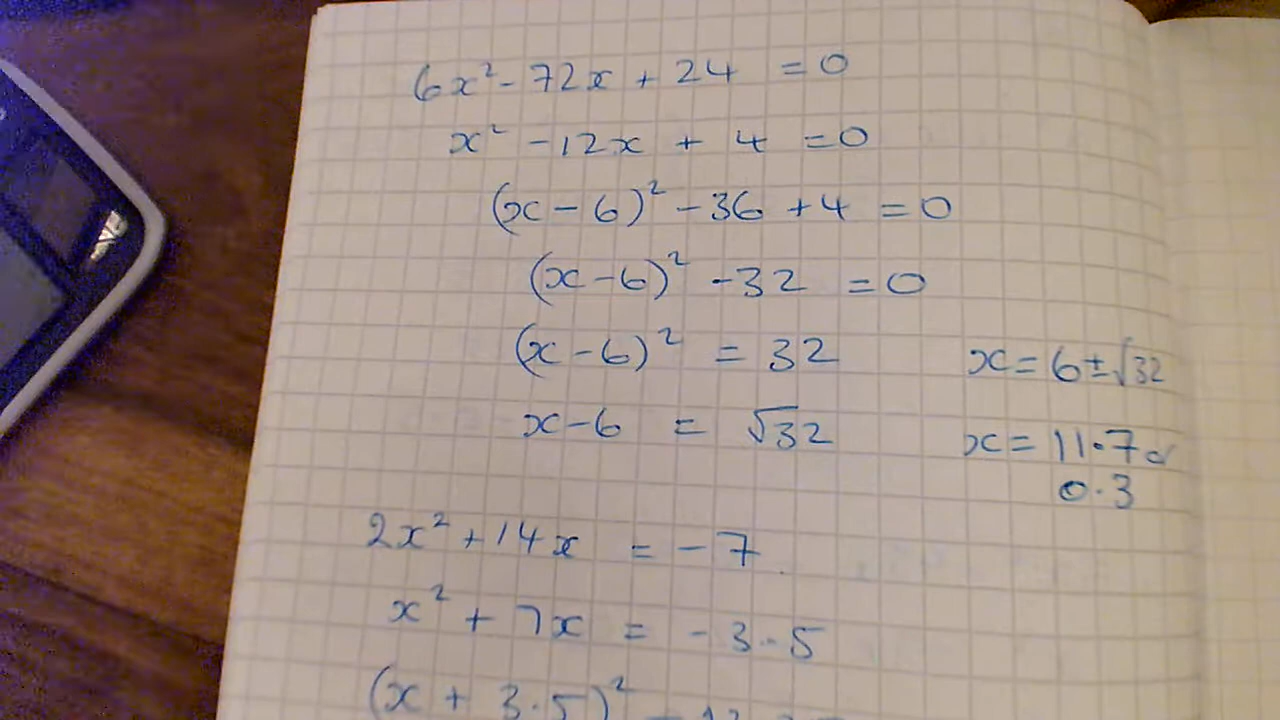 6x² - 72x + 24 = 0
x² - 12x + 4 = 0
(x - 6)² - 36 + 4 = 0
(x - 6)² - 32 = 0
(x - 6)² = 32
x - 6 = √32
x = 6 ± √32
x = 11.7 or
0.3
2x² + 14x = -7
x² + 7x = -3.5
(x + 3.5)²